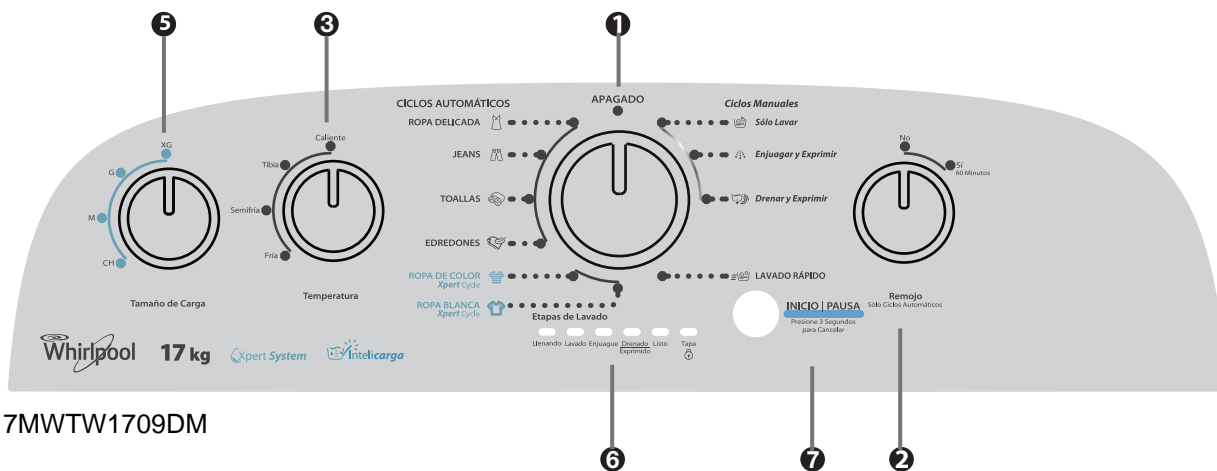 5
3
1
CICLOS AUTOMÁTICOS
APAGADO
Ciclos Manuales
ROPA DELICADA
Sólo Lavar
JEANS
Enjuagar y Exprimir
TOALLAS
Drenar y Exprimir
EDREDONES
ROPA DE COLOR
Xpert Cycle
LAVADO RÁPIDO
ROPA BLANCA
Xpert Cycle
XG
G
M
CH
Tamaño de Carga
Caliente
Tibia
Semifría
Fría
Temperatura
No
Sí
60 Minutos
Remojo
Sólo Ciclos Automáticos
INICIO | PAUSA
Presione 3 Segundos
para Cancelar
Etapas de Lavado
Llenando Lavado Enjuague Drenado Listo Tapa
Exprimido
Whirlpool
17 kg
Xpert System
Intelicarga
7MWTW1709DM
6
7
2